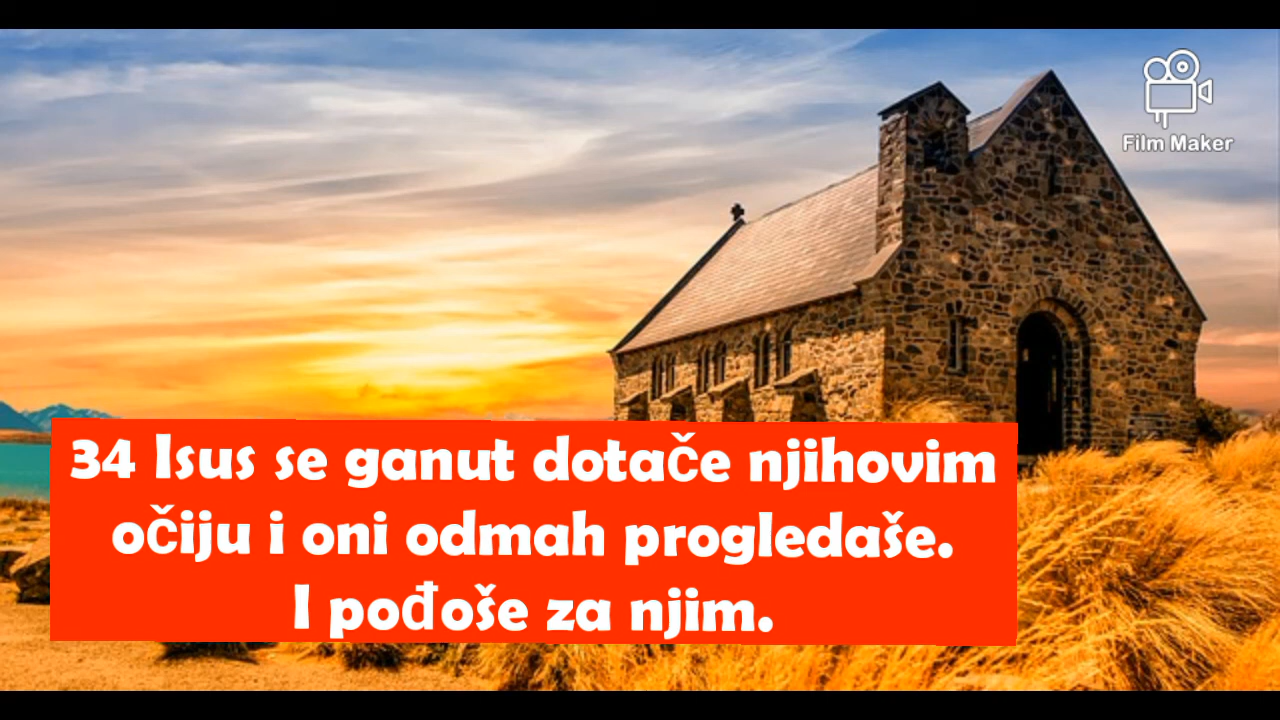 Film Maker
34 Isus se ganut dotače njihovim
očiju i oni odmah progledaše.
I pođoše za njim.